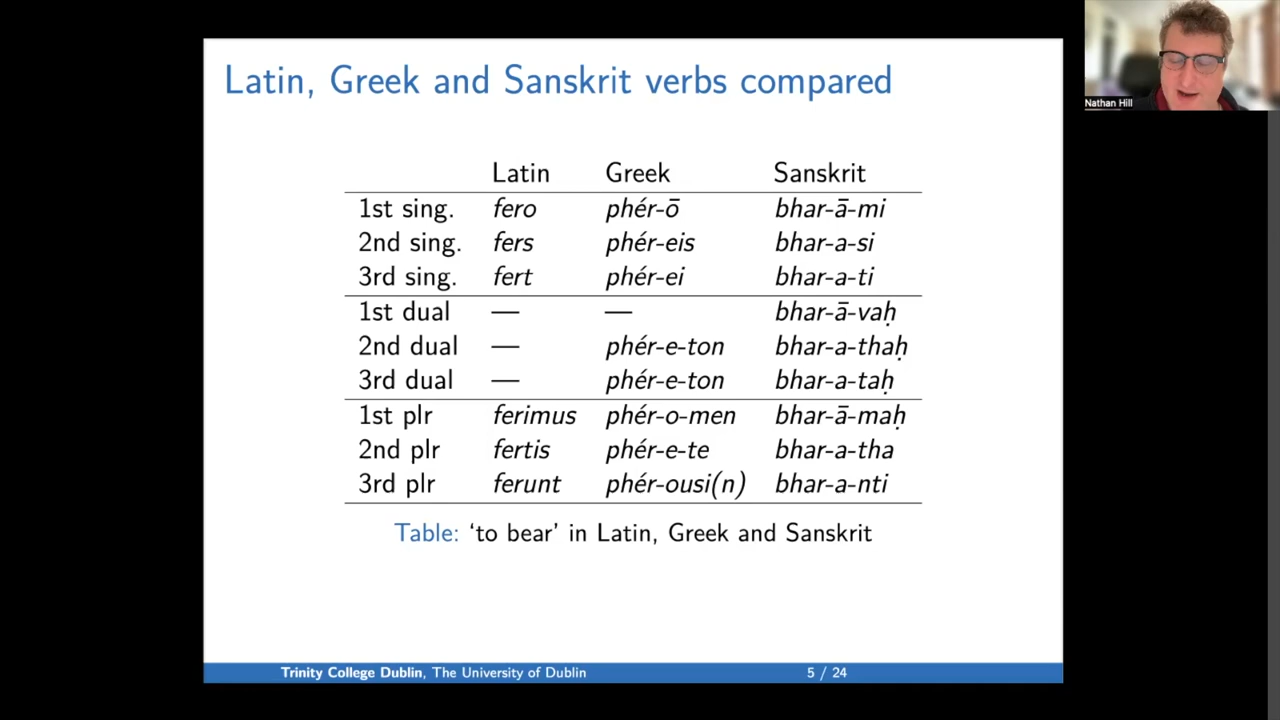 Latin, Greek and Sanskrit verbs compared
Nathan Hill
Latin Greek Sanskrit
1st sing. fero phér-ō bhar-ā-mi
2nd sing. fers phér-eis bhar-a-si
3rd sing. fert phér-ei bhar-a-ti
1st dual — — bhar-ā-vaḥ
2nd dual — phér-e-ton bhar-a-thaḥ
3rd dual — phér-e-ton bhar-a-taḥ
1st plr ferimus phér-o-men bhar-ā-maḥ
2nd plr fertis phér-e-te bhar-a-tha
3rd plr ferunt phér-ousi(n) bhar-a-nti
Table: ‘to bear’ in Latin, Greek and Sanskrit
Trinity College Dublin, The University of Dublin 5 / 24